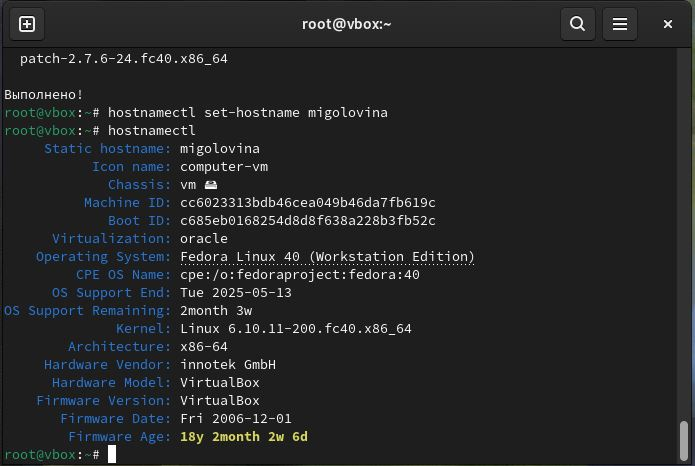 root@vbox:~
patch-2.7.6-24.fc40.x86_64
Выполнено!
root@vbox:~# hostnamectl set-hostname migolovina
root@vbox:~# hostnamectl
Static hostname: migolovina
Icon name: computer-vm
Chassis: vm 🖴
Machine ID: cc6023313bdb46cea049b46da7fb619c
Boot ID: c685eb0168254d8d8f638a228b3fb52c
Virtualization: oracle
Operating System: Fedora Linux 40 (Workstation Edition)
CPE OS Name: cpe:/o:fedoraproject:fedora:40
OS Support End: Tue 2025-05-13
OS Support Remaining: 2month 3w
Kernel: Linux 6.10.11-200.fc40.x86_64
Architecture: x86-64
Hardware Vendor: innotek GmbH
Hardware Model: VirtualBox
Firmware Version: VirtualBox
Firmware Date: Fri 2006-12-01
Firmware Age: 18y 2month 2w 6d
root@vbox:~#